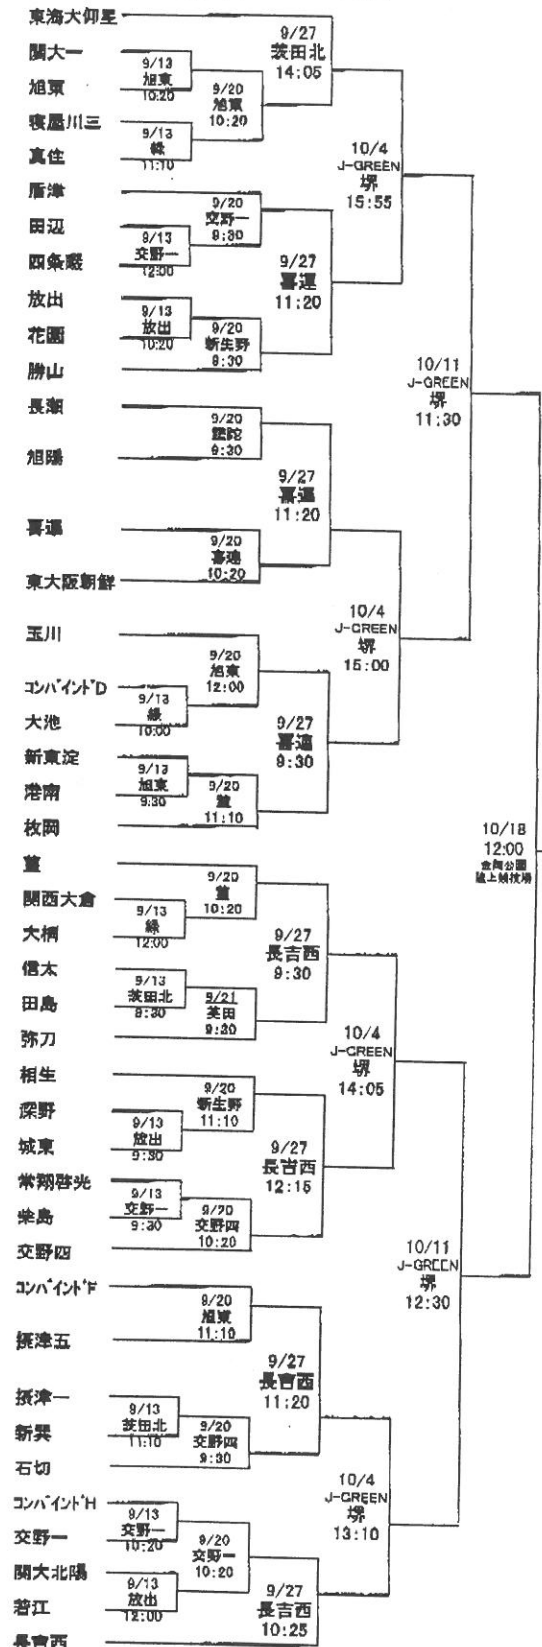 東海大仰星
関大一
旭東
寝屋川三
真住
盾津
田辺
四条畷
放出
花園
勝山
長瀬
旭陽
喜連
東大阪朝鮮
玉川
コンバインドD
大池
新東淀
港南
枚岡
菫
関西大倉
大桐
信太
田島
弥刀
相生
深野
城東
常翔啓光
柴島
交野四
コンバインドF
摂津五
摂津一
新巽
石切
コンバインドH
交野一
関大北陽
若江
長吉西
9/13
旭東
10:20
9/13
緑
11:10
9/13
交野一
12:00
9/13
放出
10:20
9/13
緑
10:00
9/13
旭東
9:30
9/13
緑
12:00
9/13
茨田北
9:30
9/13
放出
9:30
9/13
交野一
9:30
9/13
茨田北
11:10
9/13
交野一
10:20
9/13
放出
12:00
9/20
旭東
10:20
9/20
交野一
9:30
9/20
新生野
9:30
9/20
9:30
9/20
喜連
10:20
9/20
旭東
12:00
9/20
菫
11:10
9/20
菫
10:20
9/21
9:30
9/20
新生野
11:10
9/20
交野四
10:20
9/20
旭東
11:10
9/20
交野四
9:30
9/20
交野一
10:20
9/27
茨田北
14:05
9/27
喜連
11:20
9/27
喜連
11:20
9/27
喜連
9:30
9/27
長吉西
9:30
9/27
長吉西
12:15
9/27
長吉西
11:20
9/27
長吉西
10:25
10/4
J-GREEN
堺
15:55
10/4
J-GREEN
堺
15:00
10/4
J-GREEN
堺
14:05
10/4
J-GREEN
堺
13:10
10/11
J-GREEN
堺
11:30
10/11
J-GREEN
堺
12:30
10/18
12:00
金岡公園
陸上競技場